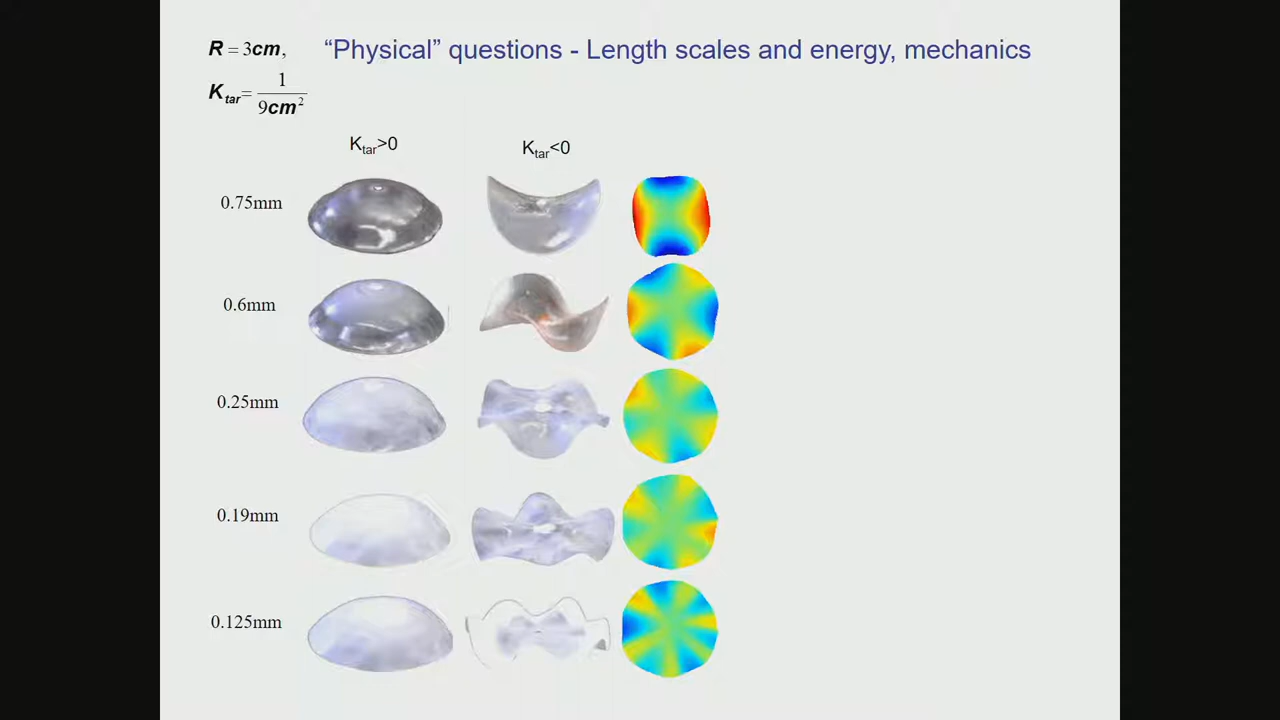 R = 3cm,
“Physical” questions - Length scales and energy, mechanics
K_tar = 1/9cm²
K_tar>0
K_tar<0
0.75mm
0.6mm
0.25mm
0.19mm
0.125mm